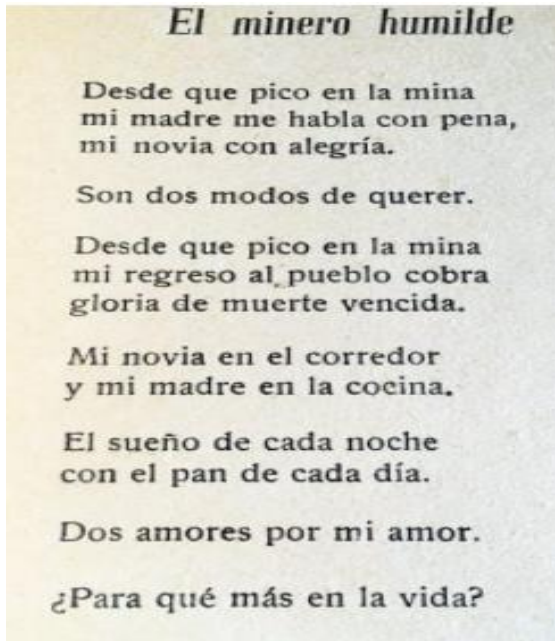 El minero humilde
Desde que pico en la mina
mi madre me habla con pena,
mi novia con alegría.
Son dos modos de querer.
Desde que pico en la mina
mi regreso al pueblo cobra
gloria de muerte vencida.
Mi novia en el corredor
y mi madre en la cocina.
El sueño de cada noche
con el pan de cada día.
Dos amores por mi amor.
¿Para qué más en la vida?